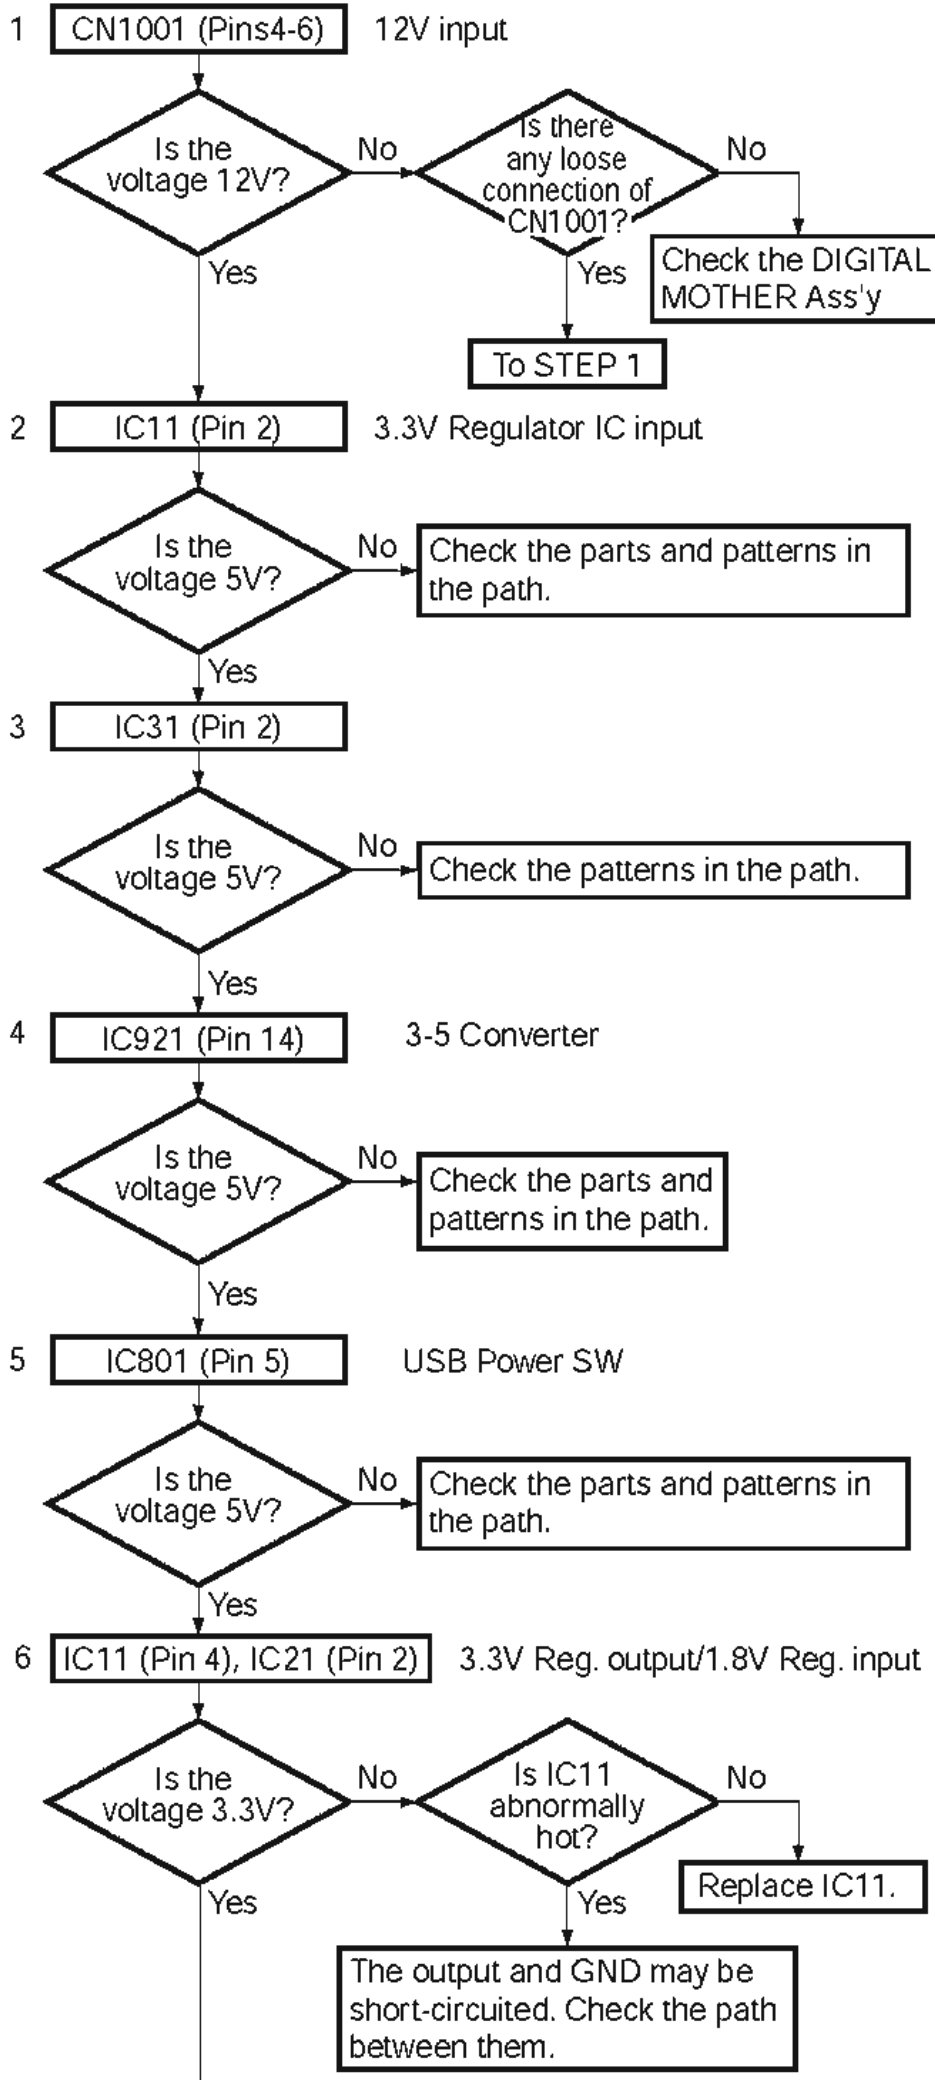 1 CN1001 (Pins4-6) 12V input
Is the
voltage 12V?
No
Is there
any loose
connection of
CN1001?
No
Yes
Yes
Check the DIGITAL
MOTHER Ass'y
To STEP 1
2 IC11 (Pin 2) 3.3V Regulator IC input
Is the
voltage 5V?
No
Check the parts and patterns in
the path.
Yes
3 IC31 (Pin 2)
Is the
voltage 5V?
No
Check the patterns in the path.
Yes
4 IC921 (Pin 14) 3-5 Converter
Is the
voltage 5V?
No
Check the parts and
patterns in the path.
Yes
5 IC801 (Pin 5) USB Power SW
Is the
voltage 5V?
No
Check the parts and patterns in
the path.
Yes
6 IC11 (Pin 4), IC21 (Pin 2) 3.3V Reg. output/1.8V Reg. input
Is the
voltage 3.3V?
No
Is IC11
abnormally
hot?
No
Replace IC11.
Yes
Yes
The output and GND may be
short-circuited. Check the path
between them.